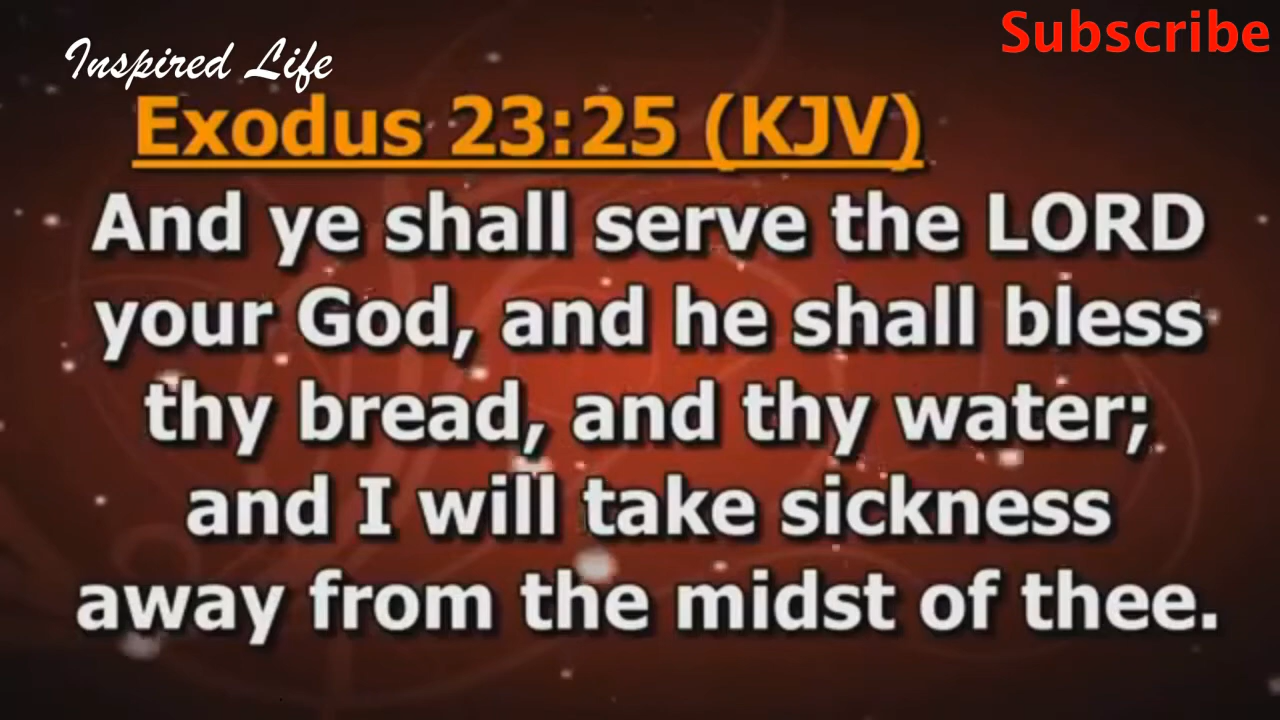 Subscribe
Inspired Life
Exodus 23:25 (KJV)
And ye shall serve the LORD
your God, and he shall bless
thy bread, and thy water;
and I will take sickness
away from the midst of thee.